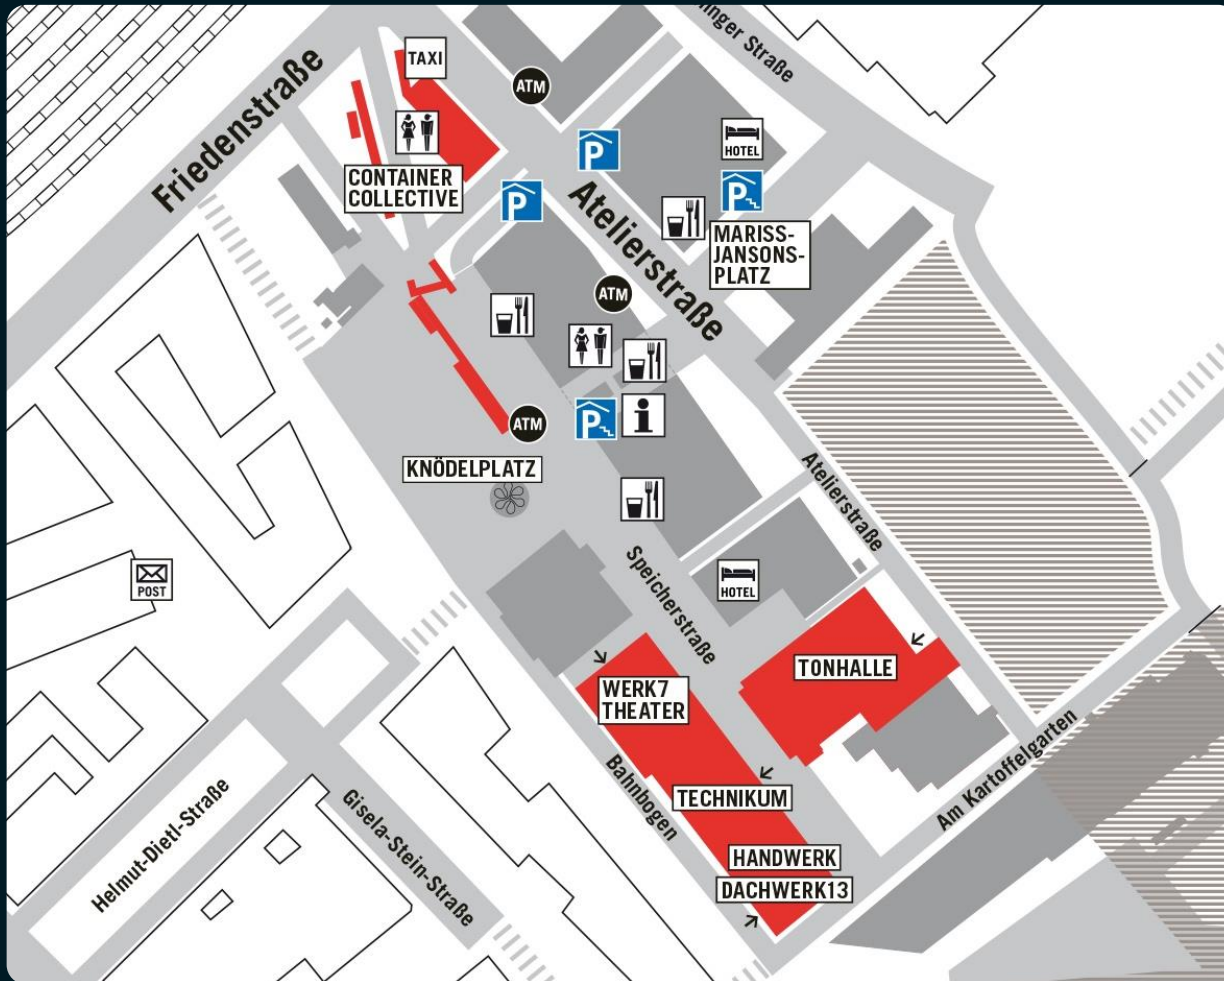 TAXI
ATM
Friedenstraße
CONTAINER
COLLECTIVE
P
HOTEL
P
P
MARISS-
JANSONS-
PLATZ
Straße
Atelierstraße
ATM
ATM
P
i
KNÖDELPLATZ
Atelierstraße
POST
Speicherstraße
HOTEL
TONHALLE
WERK7
THEATER
Bahnbogen
TECHNIKUM
HANDWERK
DACHWERK13
Am Kartoffelgarten
Helmut-Dietl-Straße
Gisela-Stein-Straße